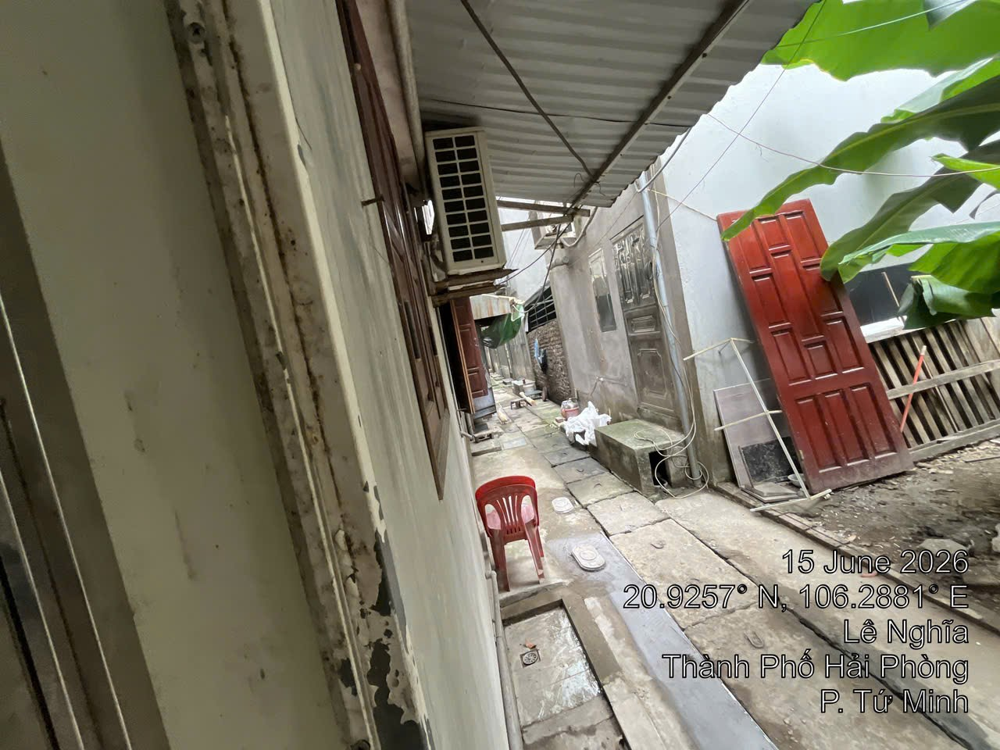 15 June 2026
20.9257° N, 106.2881° E
Lê Nghĩa
Thành Phố Hải Phòng
P. Tứ Minh